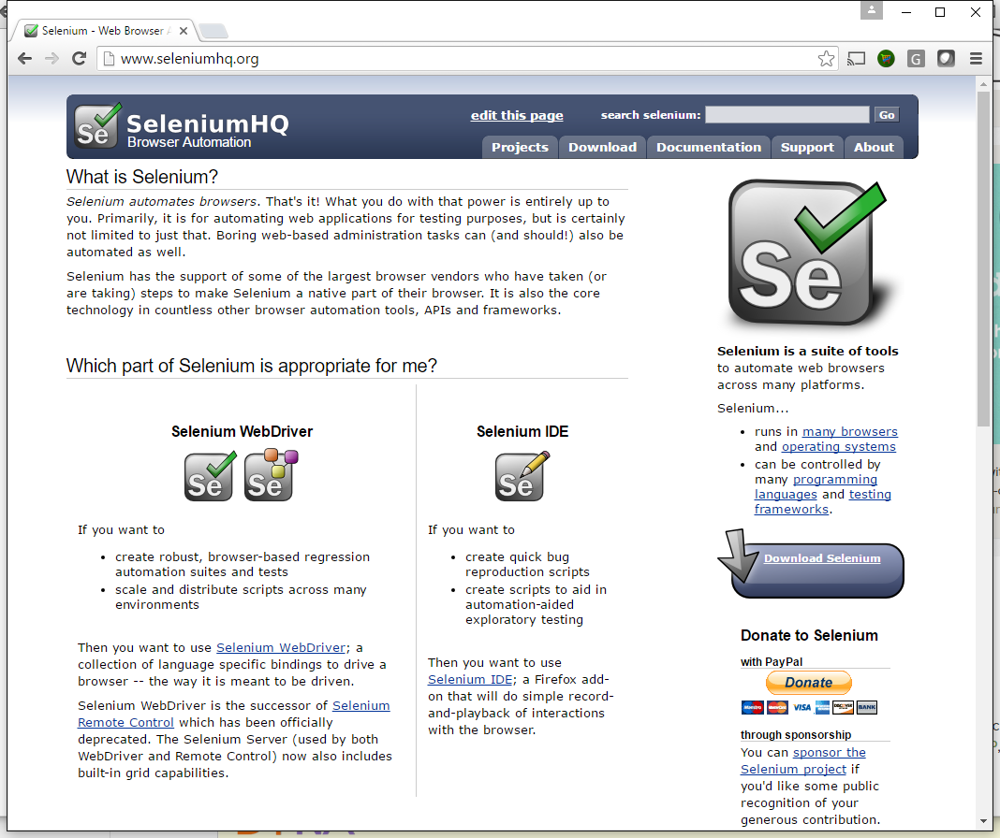 Selenium - Web Browser A
www.seleniumhq.org
G
Se
SeleniumHQ
Browser Automation
edit this page
search selenium:
Go
Projects
Download
Documentation
Support
About
What is Selenium?
Selenium automates browsers. That's it! What you do with that power is entirely up to
you. Primarily, it is for automating web applications for testing purposes, but is certainly
not limited to just that. Boring web-based administration tasks can (and should!) also be
automated as well.
Selenium has the support of some of the largest browser vendors who have taken (or
are taking) steps to make Selenium a native part of their browser. It is also the core
technology in countless other browser automation tools, APIs and frameworks.
Which part of Selenium is appropriate for me?
Selenium WebDriver
Se
Se
If you want to
• create robust, browser-based regression
automation suites and tests
• scale and distribute scripts across many
environments
Then you want to use Selenium WebDriver; a
collection of language specific bindings to drive a
browser -- the way it is meant to be driven.
Selenium WebDriver is the successor of Selenium
Remote Control which has been officially
deprecated. The Selenium Server (used by both
WebDriver and Remote Control) now also includes
built-in grid capabilities.
Selenium IDE
Se
If you want to
• create quick bug
reproduction scripts
• create scripts to aid in
automation-aided
exploratory testing
Then you want to use
Selenium IDE; a Firefox add-
on that will do simple record-
and-playback of interactions
with the browser.
Se
Selenium is a suite of tools
to automate web browsers
across many platforms.
Selenium...
• runs in many browsers
and operating systems
• can be controlled by
many programming
languages and testing
frameworks.
Download Selenium
Donate to Selenium
with PayPal
Donate
VISA
BANK
through sponsorship
You can sponsor the
Selenium project if
you'd like some public
recognition of your
generous contribution.